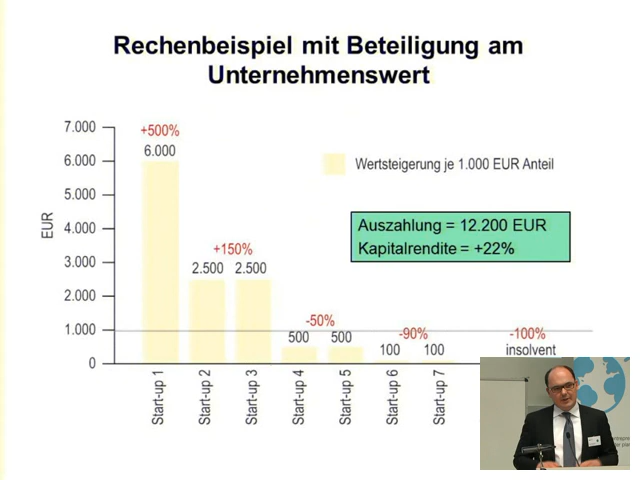 Rechenbeispiel mit Beteiligung am
Unternehmenswert
7.000
6.000
5.000
4.000
3.000
2.000
1.000
0
EUR
+500%
6.000
+150%
2.500 2.500
-50%
500 500
-90%
100 100
-100%
insolvent
Wertsteigerung je 1.000 EUR Anteil
Auszahlung = 12.200 EUR
Kapitalrendite = +22%
Start-up 1
Start-up 2
Start-up 3
Start-up 4
Start-up 5
Start-up 6
Start-up 7